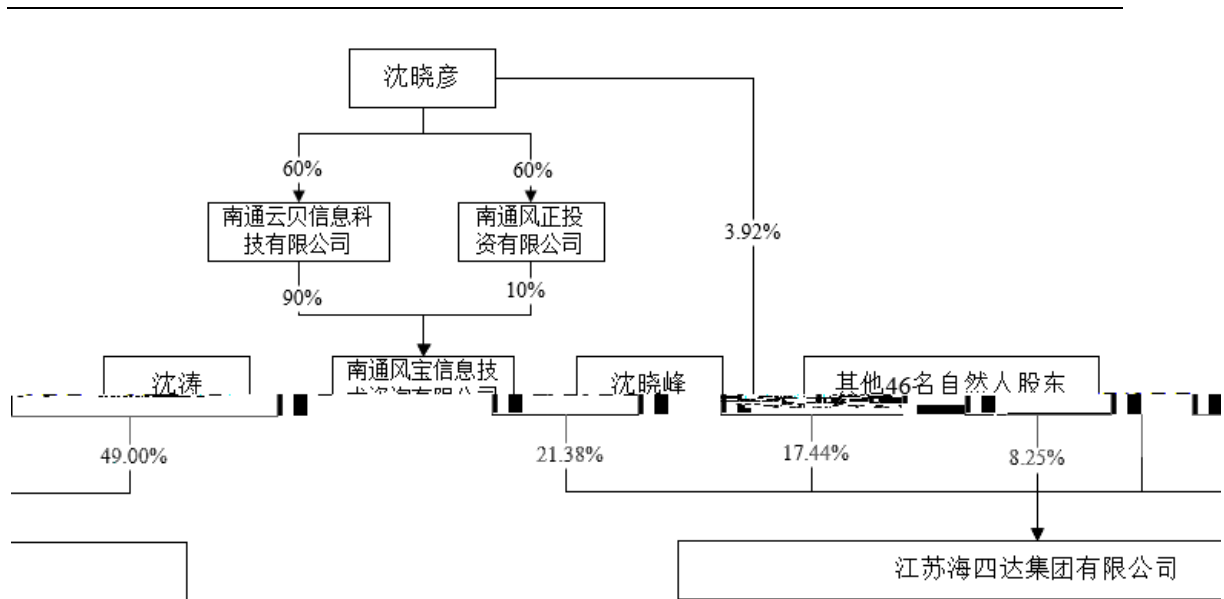 沈晓彦
60%
60%
南通云贝信息科
技有限公司
南通风正投
资有限公司
3.92%
90%
10%
沈涛
南通风宝信息技
沈晓峰
其他46名自然人股东
49.00%
21.38%
17.44%
8.25%
江苏海四达集团有限公司